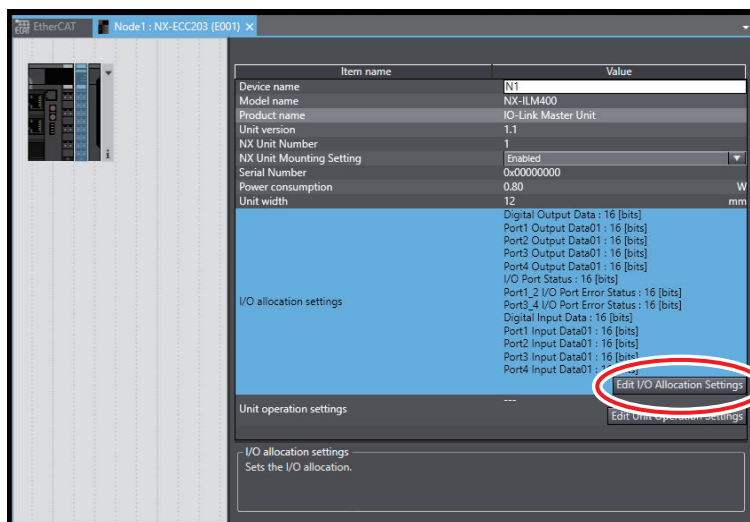 EtherCAT
Node1 : NX-ECC203 (E001)
Item name Value
Device name N1
Model name NX-ILM400
Product name IO-Link Master Unit
Unit version 1.1
NX Unit Number 1
NX Unit Mounting Setting Enabled
Serial Number 0x00000000
Power consumption 0.80 W
Unit width 12 mm
I/O allocation settings
Digital Output Data : 16 [bits]
Port1 Output Data01 : 16 [bits]
Port2 Output Data01 : 16 [bits]
Port3 Output Data01 : 16 [bits]
Port4 Output Data01 : 16 [bits]
I/O Port Status : 16 [bits]
Port1_2 I/O Port Error Status : 16 [bits]
Port3_4 I/O Port Error Status : 16 [bits]
Digital Input Data : 16 [bits]
Port1 Input Data01 : 16 [bits]
Port2 Input Data01 : 16 [bits]
Port3 Input Data01 : 16 [bits]
Port4 Input Data01 : 16 [bits]
Edit I/O Allocation Settings
Unit operation settings ---
Edit Unit Operation Settings
I/O allocation settings
Sets the I/O allocation.